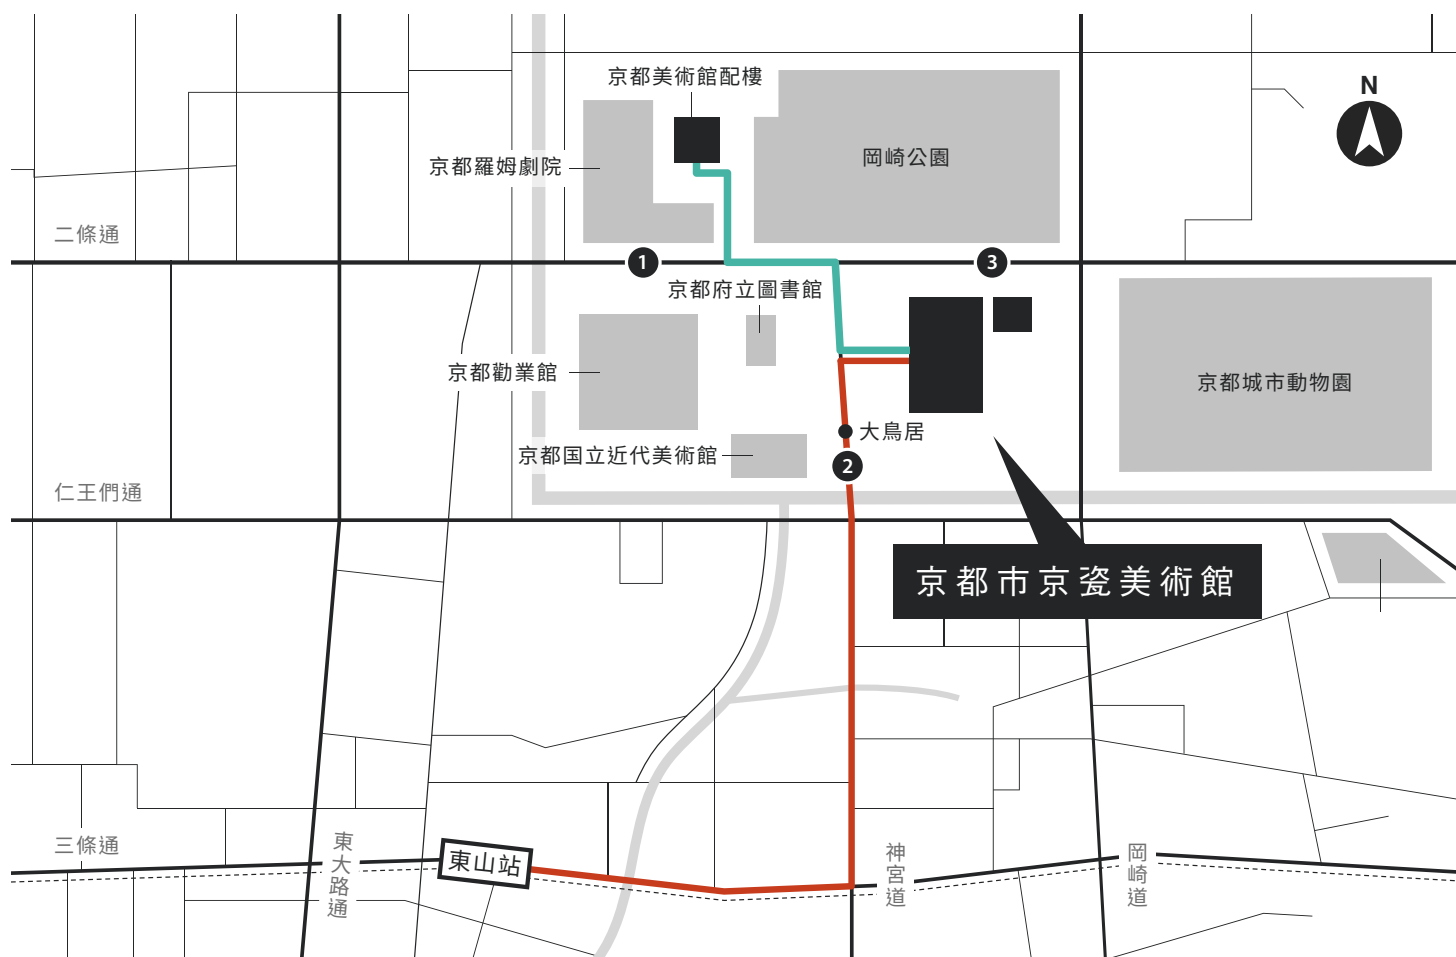 京都美術館配樓
N
京都羅姆劇院
岡崎公園
二條通
1
3
京都府立圖書館
京都勸業館
京都城市動物園
大鳥居
京都国立近代美術館
2
仁王們通
京都市京瓷美術館
三條通
東大路通
東山站
神宮道
岡崎道